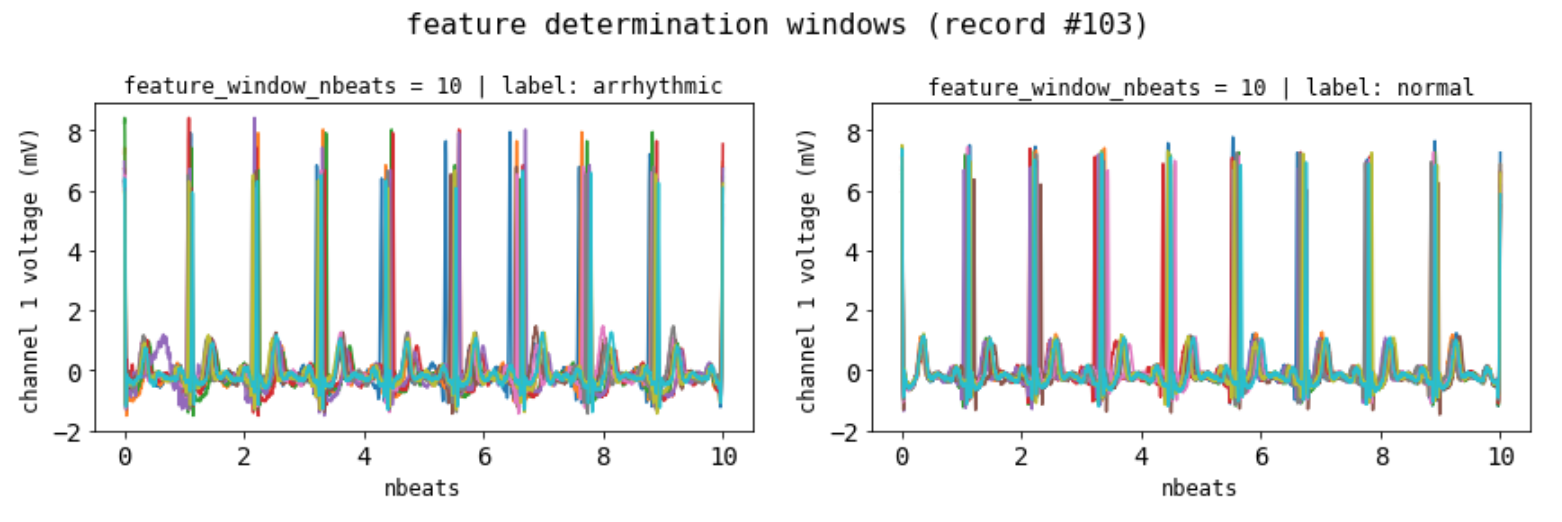 feature determination windows (record #103)
feature_window_nbeats = 10 | label: arrhythmic
channel 1 voltage (mV)
8
6
4
2
0
−2
0 2 4 6 8 10
nbeats
feature_window_nbeats = 10 | label: normal
channel 1 voltage (mV)
8
6
4
2
0
−2
0 2 4 6 8 10
nbeats